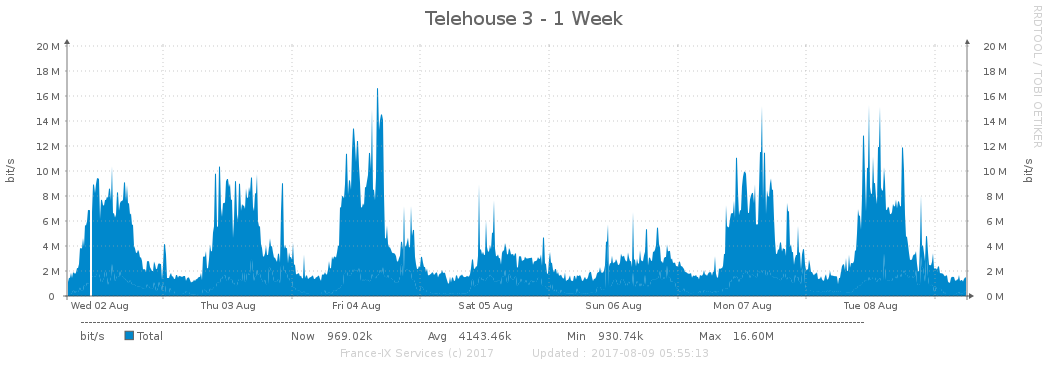 Telehouse 3 - 1 Week
RRDTOOL / TOBI OETIKER
bit/s
bit/s
20 M 20 M
18 M 18 M
16 M 16 M
14 M 14 M
12 M 12 M
10 M 10 M
8 M 8 M
6 M 6 M
4 M 4 M
2 M 2 M
0 0 M
Wed 02 Aug Thu 03 Aug Fri 04 Aug Sat 05 Aug Sun 06 Aug Mon 07 Aug Tue 08 Aug
bit/s Total Now 969.02k Avg 4143.46k Min 930.74k Max 16.60M
France-IX Services (c) 2017 Updated : 2017-08-09 05:55:13